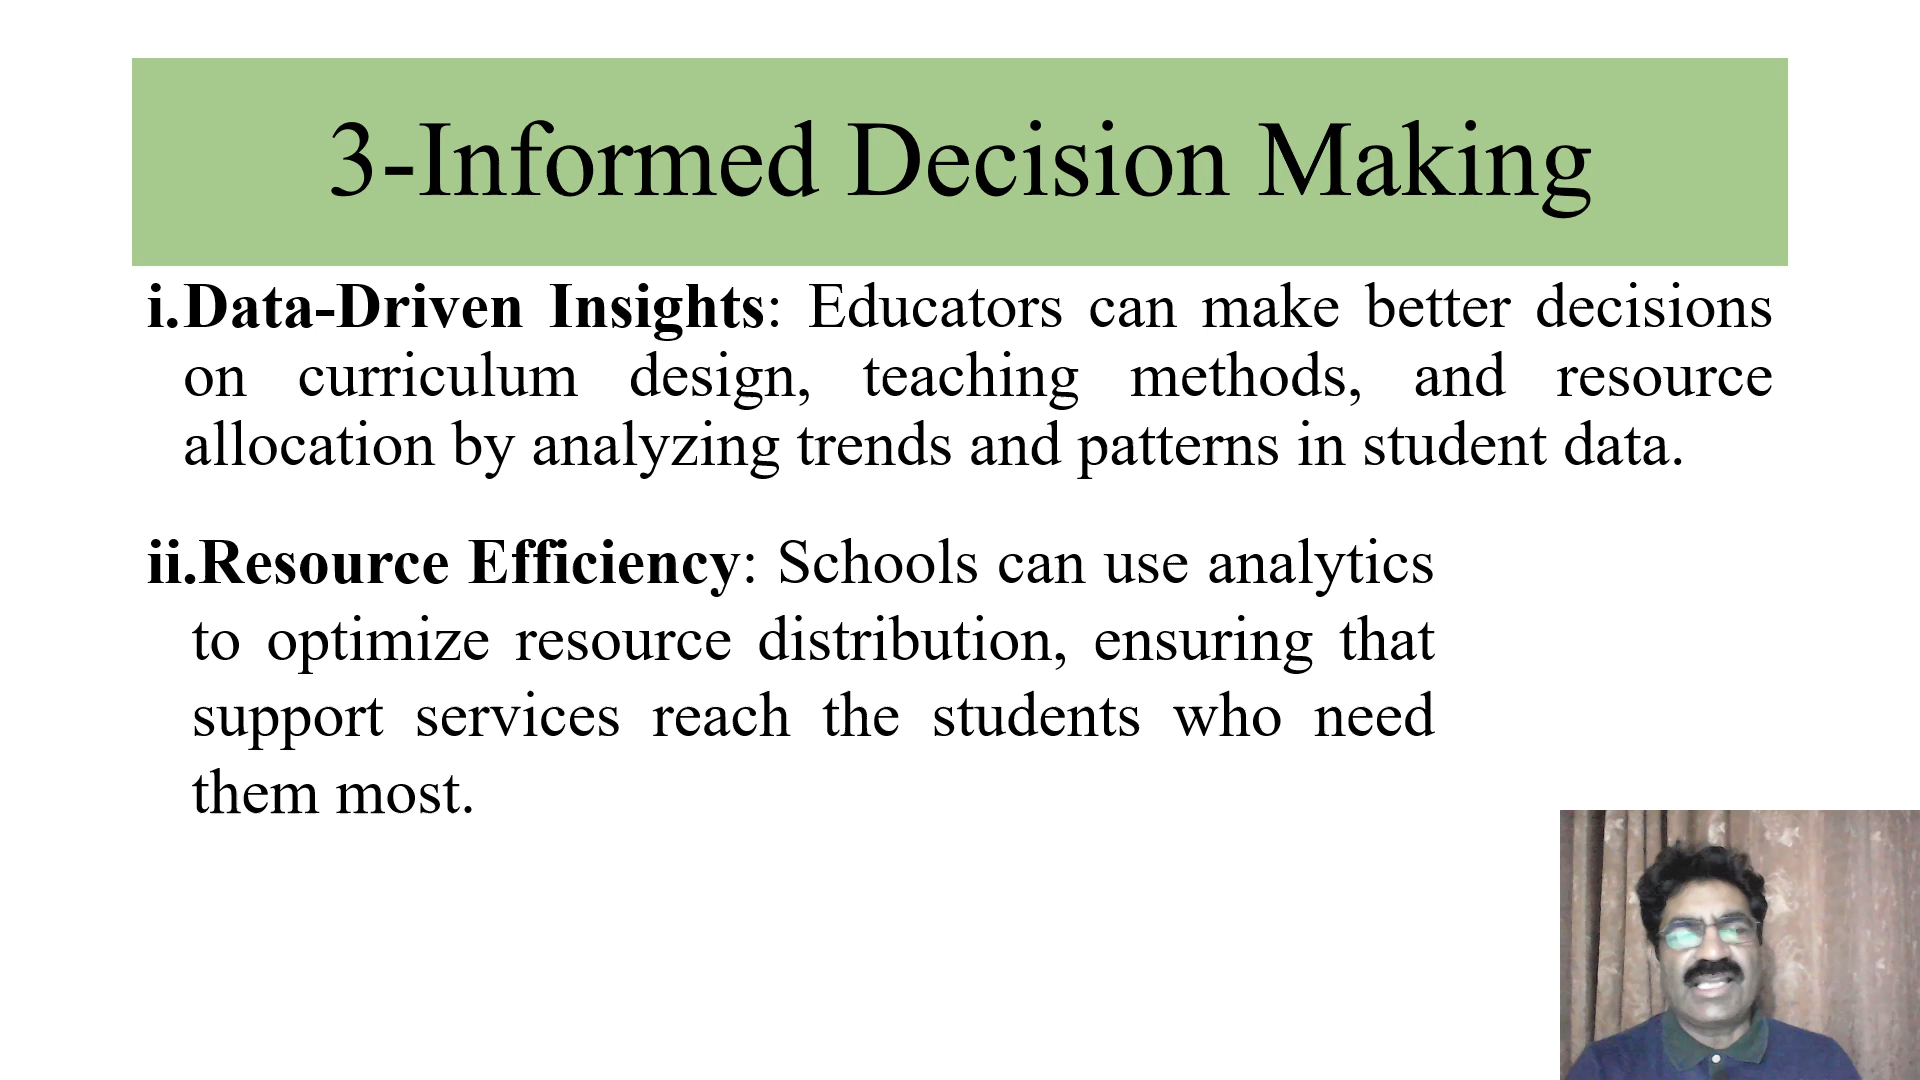 3-Informed Decision Making
i.Data-Driven Insights: Educators can make better decisions
on curriculum design, teaching methods, and resource
allocation by analyzing trends and patterns in student data.
ii.Resource Efficiency: Schools can use analytics
to optimize resource distribution, ensuring that
support services reach the students who need
them most.